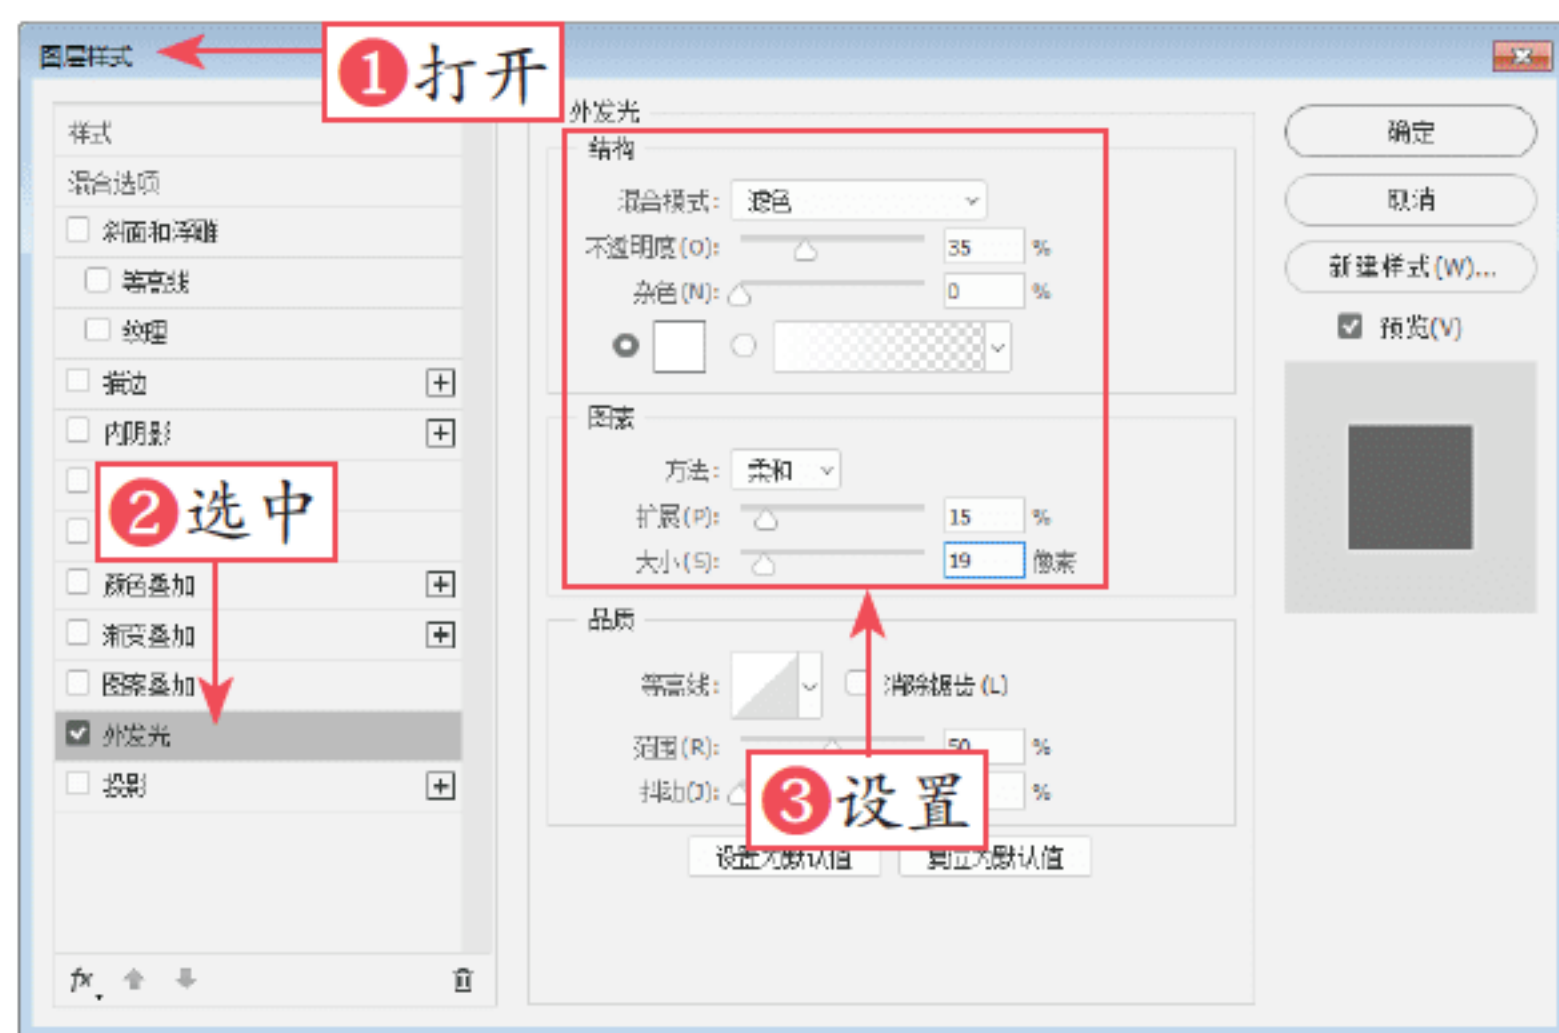 图层样式
❶打开
样式
混合选项
斜面和浮雕
等高线
纹理
描边
内阴影
❷选中
颜色叠加
渐变叠加
图案叠加
外发光
投影
fx
外发光
结构
混合模式: 滤色
不透明度(O): 35 %
杂色(N): 0 %
图素
方法: 柔和
扩展(P): 15 %
大小(S): 19 像素
品质
等高线: 消除锯齿(L)
范围(R): 50 %
抖动(J): %
❸设置
设置为默认值 复位为默认值
确定
取消
新建样式(W)...
预览(V)